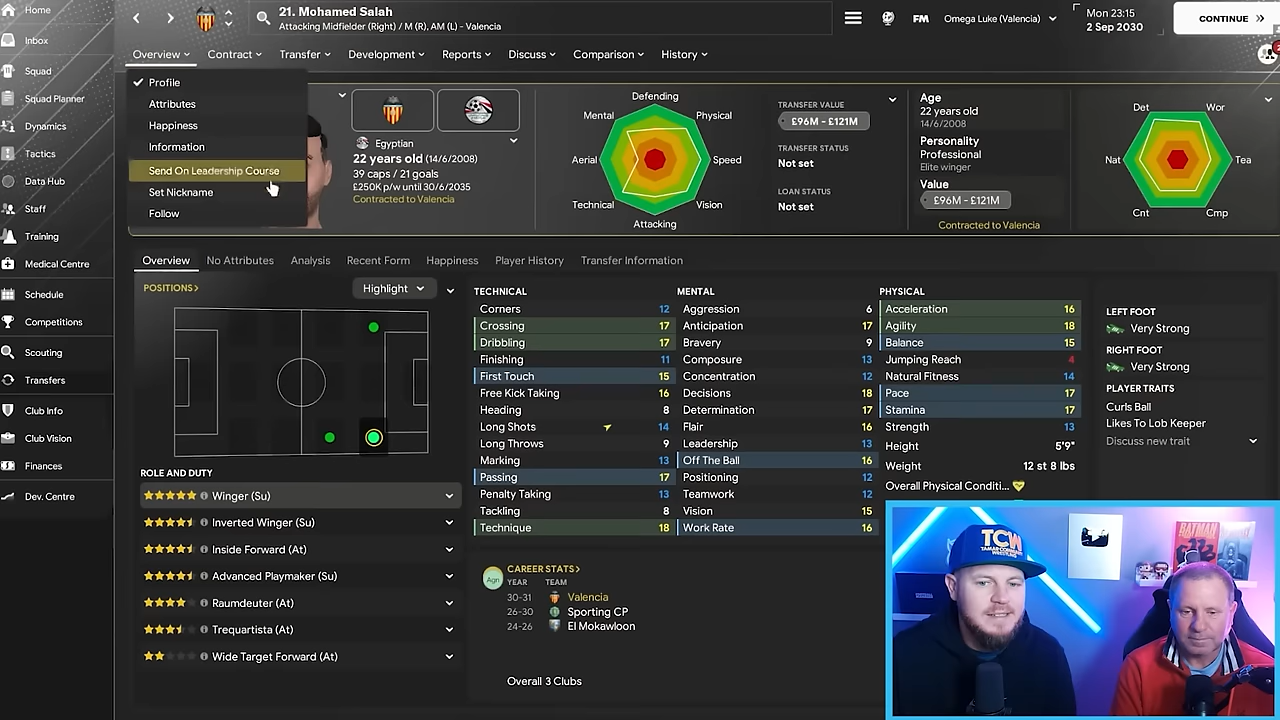 Home
Inbox
Squad
Squad Planner
Dynamics
Tactics
Data Hub
Staff
Training
Medical Centre
Schedule
Competitions
Scouting
Transfers
Club Info
Club Vision
Finances
Dev. Centre
21. Mohamed Salah
Attacking Midfielder (Right) / M (R), AM (L) - Valencia
FM
Omega Luke (Valencia)
Mon 23:15
2 Sep 2030
CONTINUE
Overview
Contract
Transfer
Development
Reports
Discuss
Comparison
History
Profile
Attributes
Happiness
Information
Send On Leadership Course
Set Nickname
Follow
Egyptian
22 years old (14/6/2008)
39 caps / 21 goals
£250K p/w until 30/6/2035
Contracted to Valencia
Defending
Physical
Speed
Vision
Attacking
Technical
Aerial
Mental
TRANSFER VALUE
£96M - £121M
TRANSFER STATUS
Not set
LOAN STATUS
Not set
Age
22 years old
14/6/2008
Personality
Professional
Elite winger
Value
£96M - £121M
Contracted to Valencia
Det
Wor
Tea
Cmp
Cnt
Nat
Overview
No Attributes
Analysis
Recent Form
Happiness
Player History
Transfer Information
POSITIONS>
Highlight
ROLE AND DUTY
Winger (Su)
Inverted Winger (Su)
Inside Forward (At)
Advanced Playmaker (Su)
Raumdeuter (At)
Trequartista (At)
Wide Target Forward (At)
TECHNICAL
Corners 12
Crossing 17
Dribbling 17
Finishing 11
First Touch 15
Free Kick Taking 16
Heading 8
Long Shots 14
Long Throws 9
Marking 13
Passing 17
Penalty Taking 13
Tackling 8
Technique 18
MENTAL
Aggression 6
Anticipation 17
Bravery 9
Composure 13
Concentration 12
Decisions 18
Determination 17
Flair 16
Leadership 13
Off The Ball 16
Positioning 12
Teamwork 12
Vision 15
Work Rate 16
PHYSICAL
Acceleration 16
Agility 18
Balance 15
Jumping Reach 4
Natural Fitness 14
Pace 17
Stamina 17
Strength 13
Height 5'9"
Weight 12 st 8 lbs
Overall Physical Conditi...
LEFT FOOT
Very Strong
RIGHT FOOT
Very Strong
PLAYER TRAITS
Curls Ball
Likes To Lob Keeper
Discuss new trait
Agn
CAREER STATS>
YEAR TEAM
30-31 Valencia
26-30 Sporting CP
24-26 El Mokawloon
Overall 3 Clubs
TCW
BATMAN